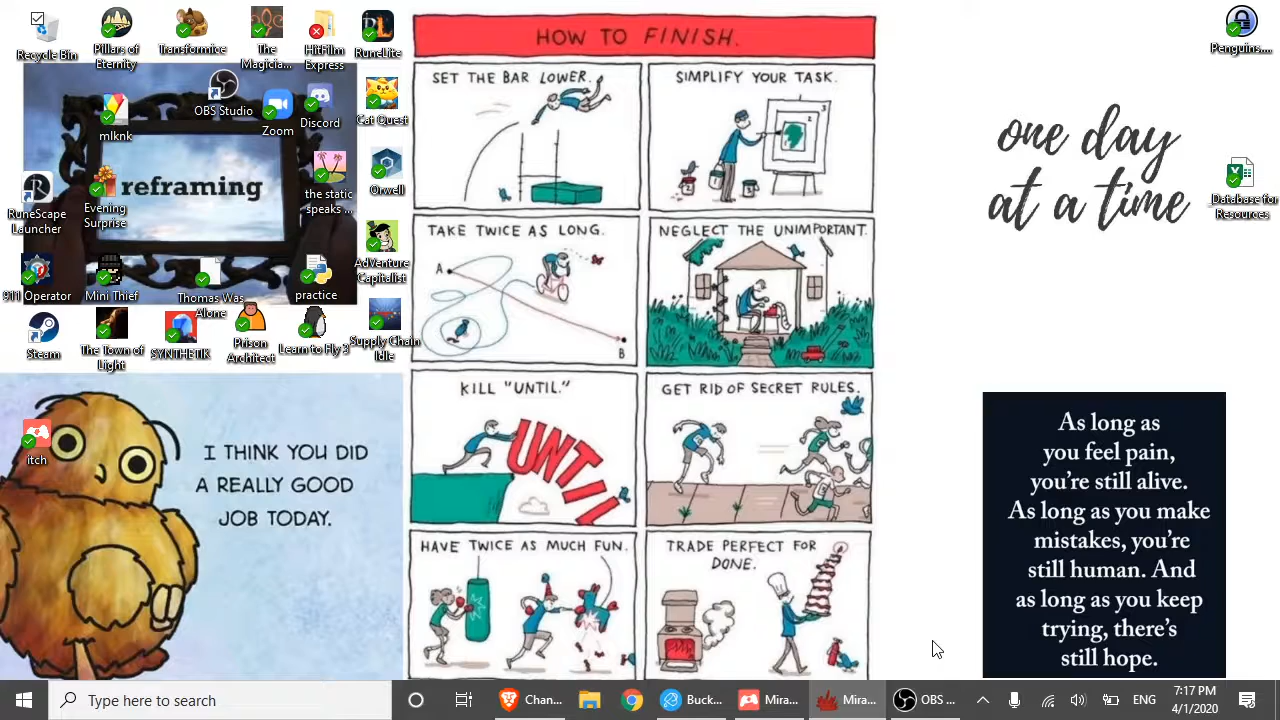 Recycle Bin
Pillars of
Eternity
Transformice
The
Magicia...
HitFilm
Express
RuneLite
OBS Studio
Zoom
Discord
Cat Quest
mlknk
reframing
RuneScape
Launcher
Evening
Surprise
the static
speaks ...
Orwell
911 Operator
Mini Thief
Thomas Was
Alone
practice
AdVenture
Capitalist
Steam
The Town of
Light
SYNTHETIK
Prison
Architect
Learn to Fly 3
Supply Chain
Idle
itch
I THINK YOU DID
A REALLY GOOD
JOB TODAY.
HOW TO FINISH.
SET THE BAR LOWER.
SIMPLIFY YOUR TASK.
3
2
TAKE TWICE AS LONG.
A
B
NEGLECT THE UNIMPORTANT.
KILL "UNTIL."
UNTIL
GET RID OF SECRET RULES.
HAVE TWICE AS MUCH FUN.
TRADE PERFECT FOR
DONE.
Penguins....
one day
at a time
Database for
Resources
As long as
you feel pain,
you're still alive.
As long as you make
mistakes, you're
still human. And
as long as you keep
trying, there's
still hope.
Type here to search
Chan...
Buck...
Mira...
Mira...
OBS ...
ENG
7:17 PM
4/1/2020